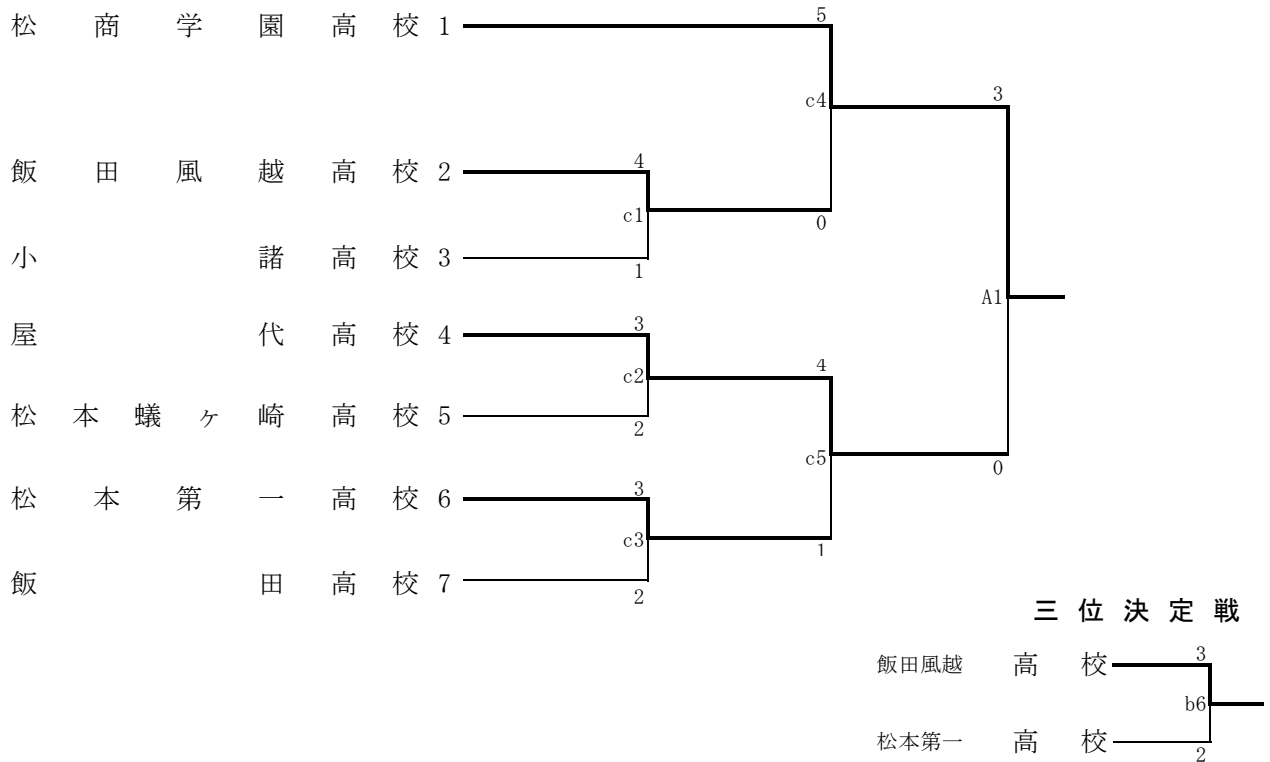 5
松商学園高校 1
3
c4
4
飯田風越高校 2
c1
0
小諸高校 3
1
A1
3
屋代高校 4
4
c2
松本蟻ヶ崎高校 5
2
c5
0
3
松本第一高校 6
c3
1
飯田高校 7
2
三位決定戦
3
飯田風越 高校
b6
松本第一 高校
2